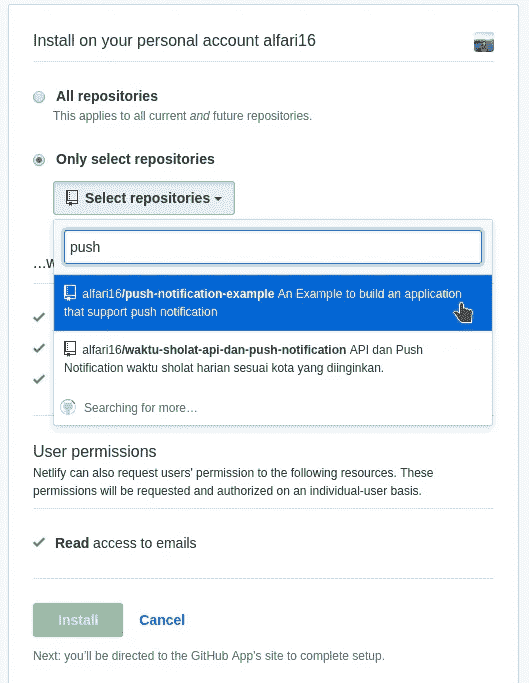 Install on your personal account alfari16
All repositories
This applies to all current and future repositories.
Only select repositories
Select repositories
push
...w
alfari16/push-notification-example An Example to build an application
that support push notification
alfari16/waktu-sholat-api-dan-push-notification API dan Push
Notification waktu sholat harian sesuai kota yang diinginkan.
Searching for more…
User permissions
Netlify can also request users' permission to the following resources. These
permissions will be requested and authorized on an individual-user basis.
Read access to emails
Install Cancel
Next: you'll be directed to the GitHub App's site to complete setup.